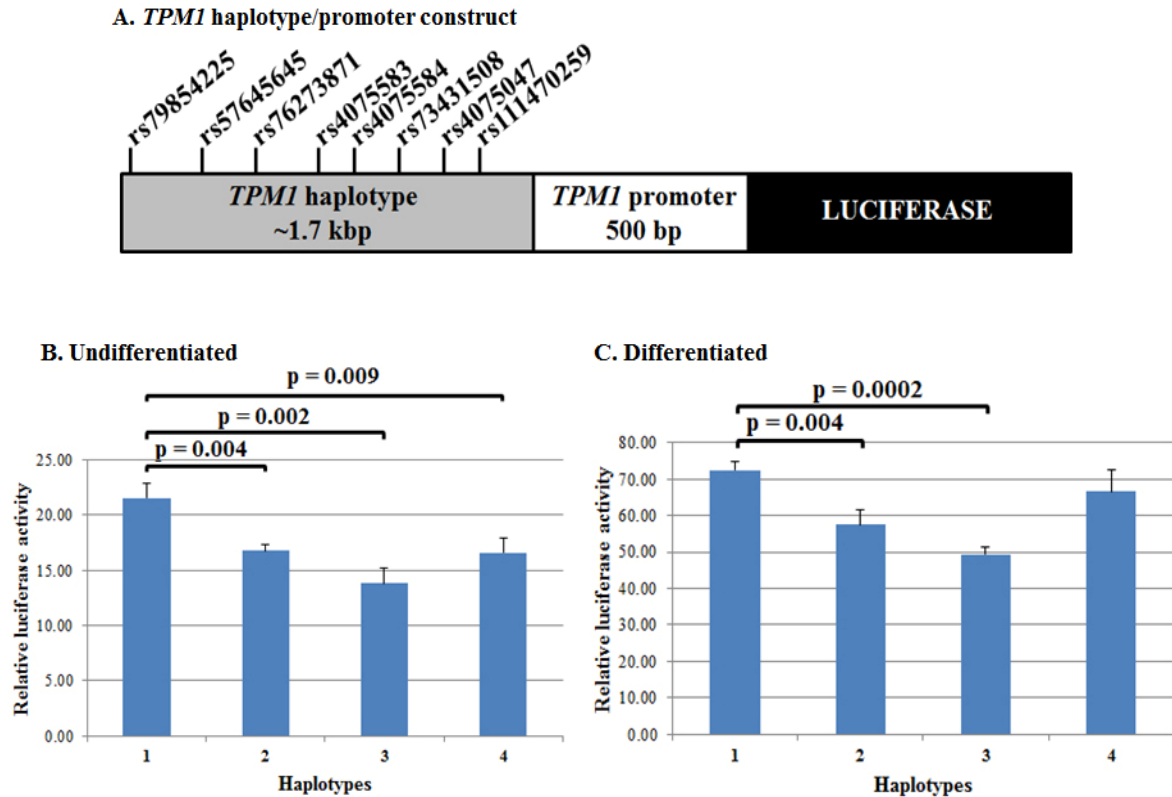 A. TPM1 haplotype/promoter construct
rs79854225
rs57645645
rs76273871
rs4075583
rs4075584
rs73431508
rs4075047
rs111470259
TPM1 haplotype
~1.7 kbp
TPM1 promoter
500 bp
LUCIFERASE
B. Undifferentiated
p = 0.009
p = 0.002
p = 0.004
25.00
20.00
15.00
10.00
5.00
0.00
Relative luciferase activity
1 2 3 4
Haplotypes
C. Differentiated
p = 0.0002
p = 0.004
80.00
70.00
60.00
50.00
40.00
30.00
20.00
10.00
0.00
Relative luciferase activity
1 2 3 4
Haplotypes